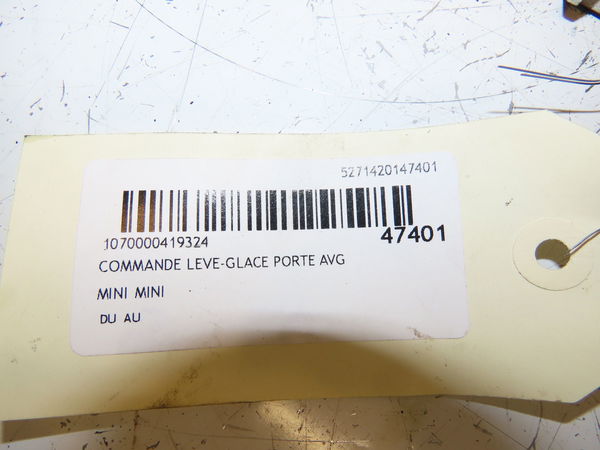 5271420147401
1070000419324
47401
COMMANDE LEVE-GLACE PORTE AVG
MINI MINI
DU AU